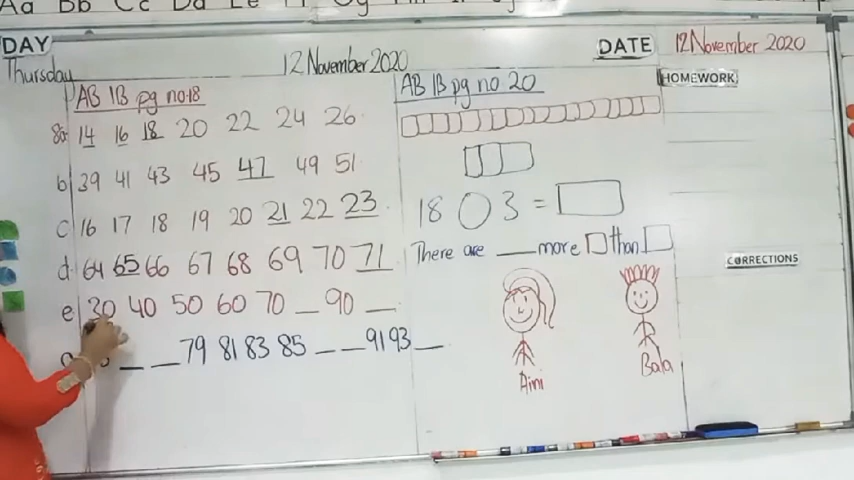 Aa Bb Cc Dd Ee
DAY
Thursday
12 November 2020
DATE
12 November 2020
AB 1B pg no.18
8a 14 16 18 20 22 24 26
b 39 41 43 45 47 49 51
c 16 17 18 19 20 21 22 23
d. 64 65 66 67 68 69 70 71
e. 30 40 50 60 70 __ 90 __
__ __ 79 81 83 85 __ __ 91 93 __
AB 1B pg no. 20
18 ◯ 3 = □
There are ___ more □ than □
Aini
Bala
HOMEWORK
CORRECTIONS